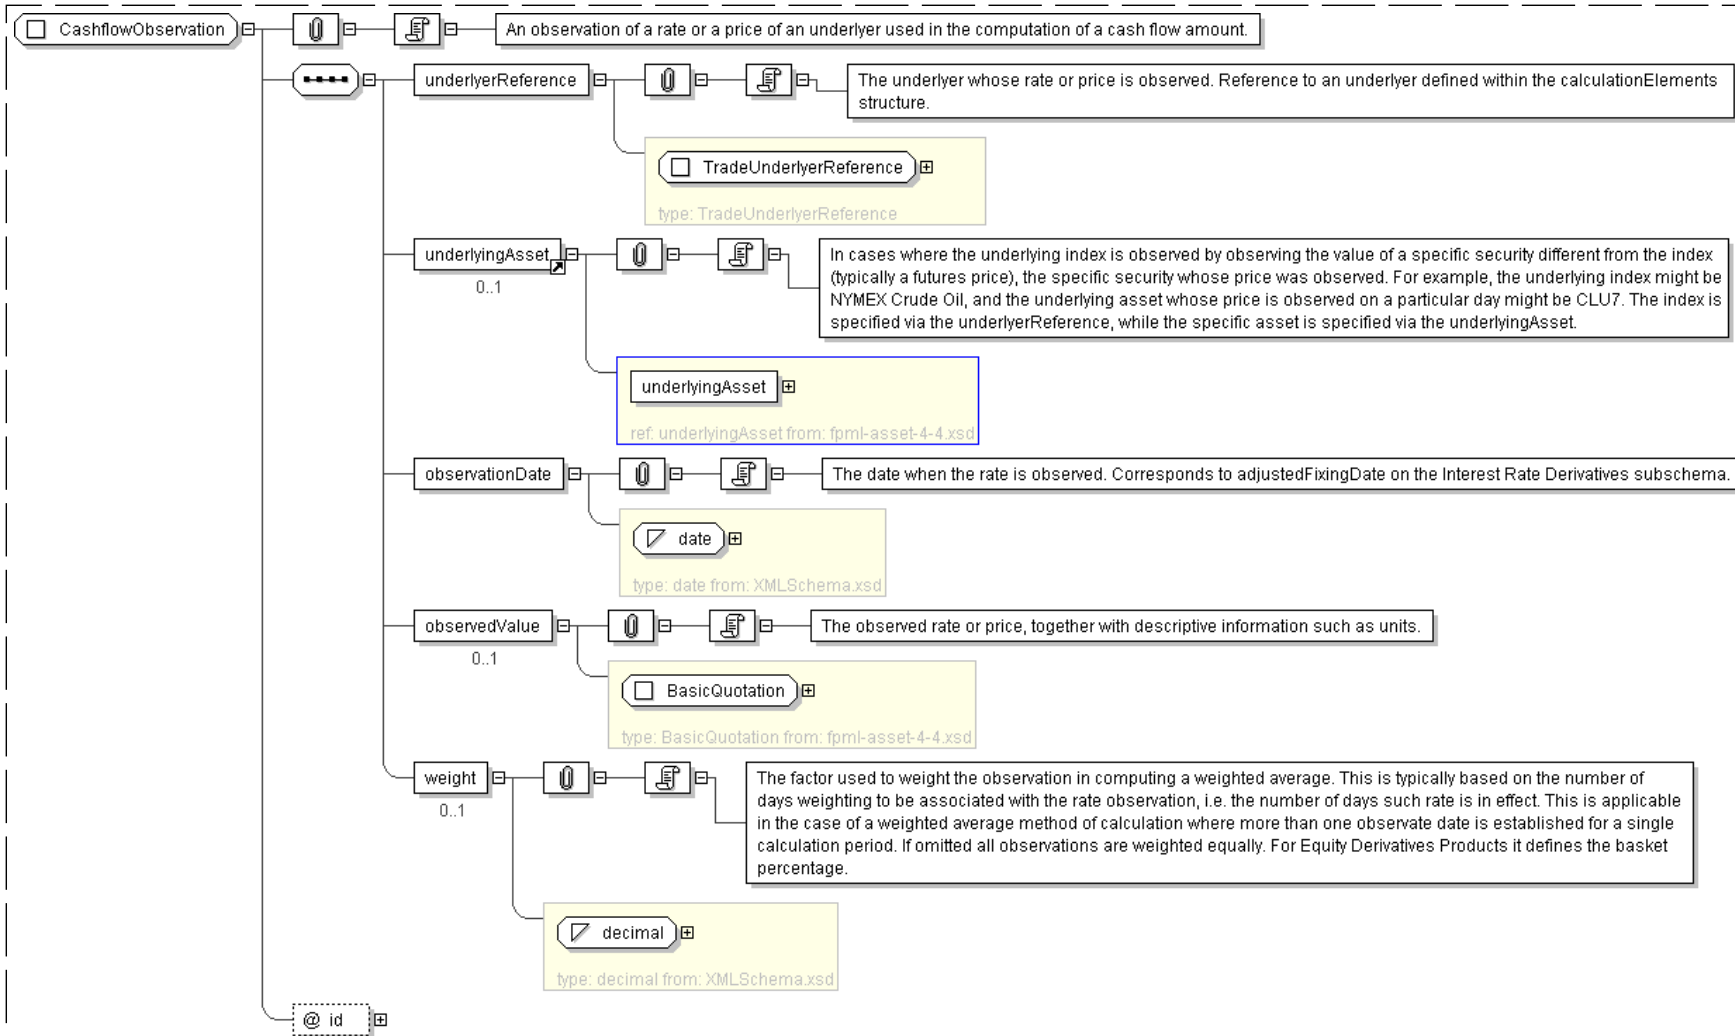 CashflowObservation
An observation of a rate or a price of an underlyer used in the computation of a cash flow amount.
underlyerReference
The underlyer whose rate or price is observed. Reference to an underlyer defined within the calculationElements
structure.
TradeUnderlyerReference
type: TradeUnderlyerReference
underlyingAsset
0..1
In cases where the underlying index is observed by observing the value of a specific security different from the index
(typically a futures price), the specific security whose price was observed. For example, the underlying index might be
NYMEX Crude Oil, and the underlying asset whose price is observed on a particular day might be CLU7. The index is
specified via the underlyerReference, while the specific asset is specified via the underlyingAsset.
underlyingAsset
ref: underlyingAsset from: fpml-asset-4-4.xsd
observationDate
The date when the rate is observed. Corresponds to adjustedFixingDate on the Interest Rate Derivatives subschema.
date
type: date from: XMLSchema.xsd
observedValue
0..1
The observed rate or price, together with descriptive information such as units.
BasicQuotation
type: BasicQuotation from: fpml-asset-4-4.xsd
weight
0..1
The factor used to weight the observation in computing a weighted average. This is typically based on the number of
days weighting to be associated with the rate observation, i.e. the number of days such rate is in effect. This is applicable
in the case of a weighted average method of calculation where more than one observate date is established for a single
calculation period. If omitted all observations are weighted equally. For Equity Derivatives Products it defines the basket
percentage.
decimal
type: decimal from: XMLSchema.xsd
@ id